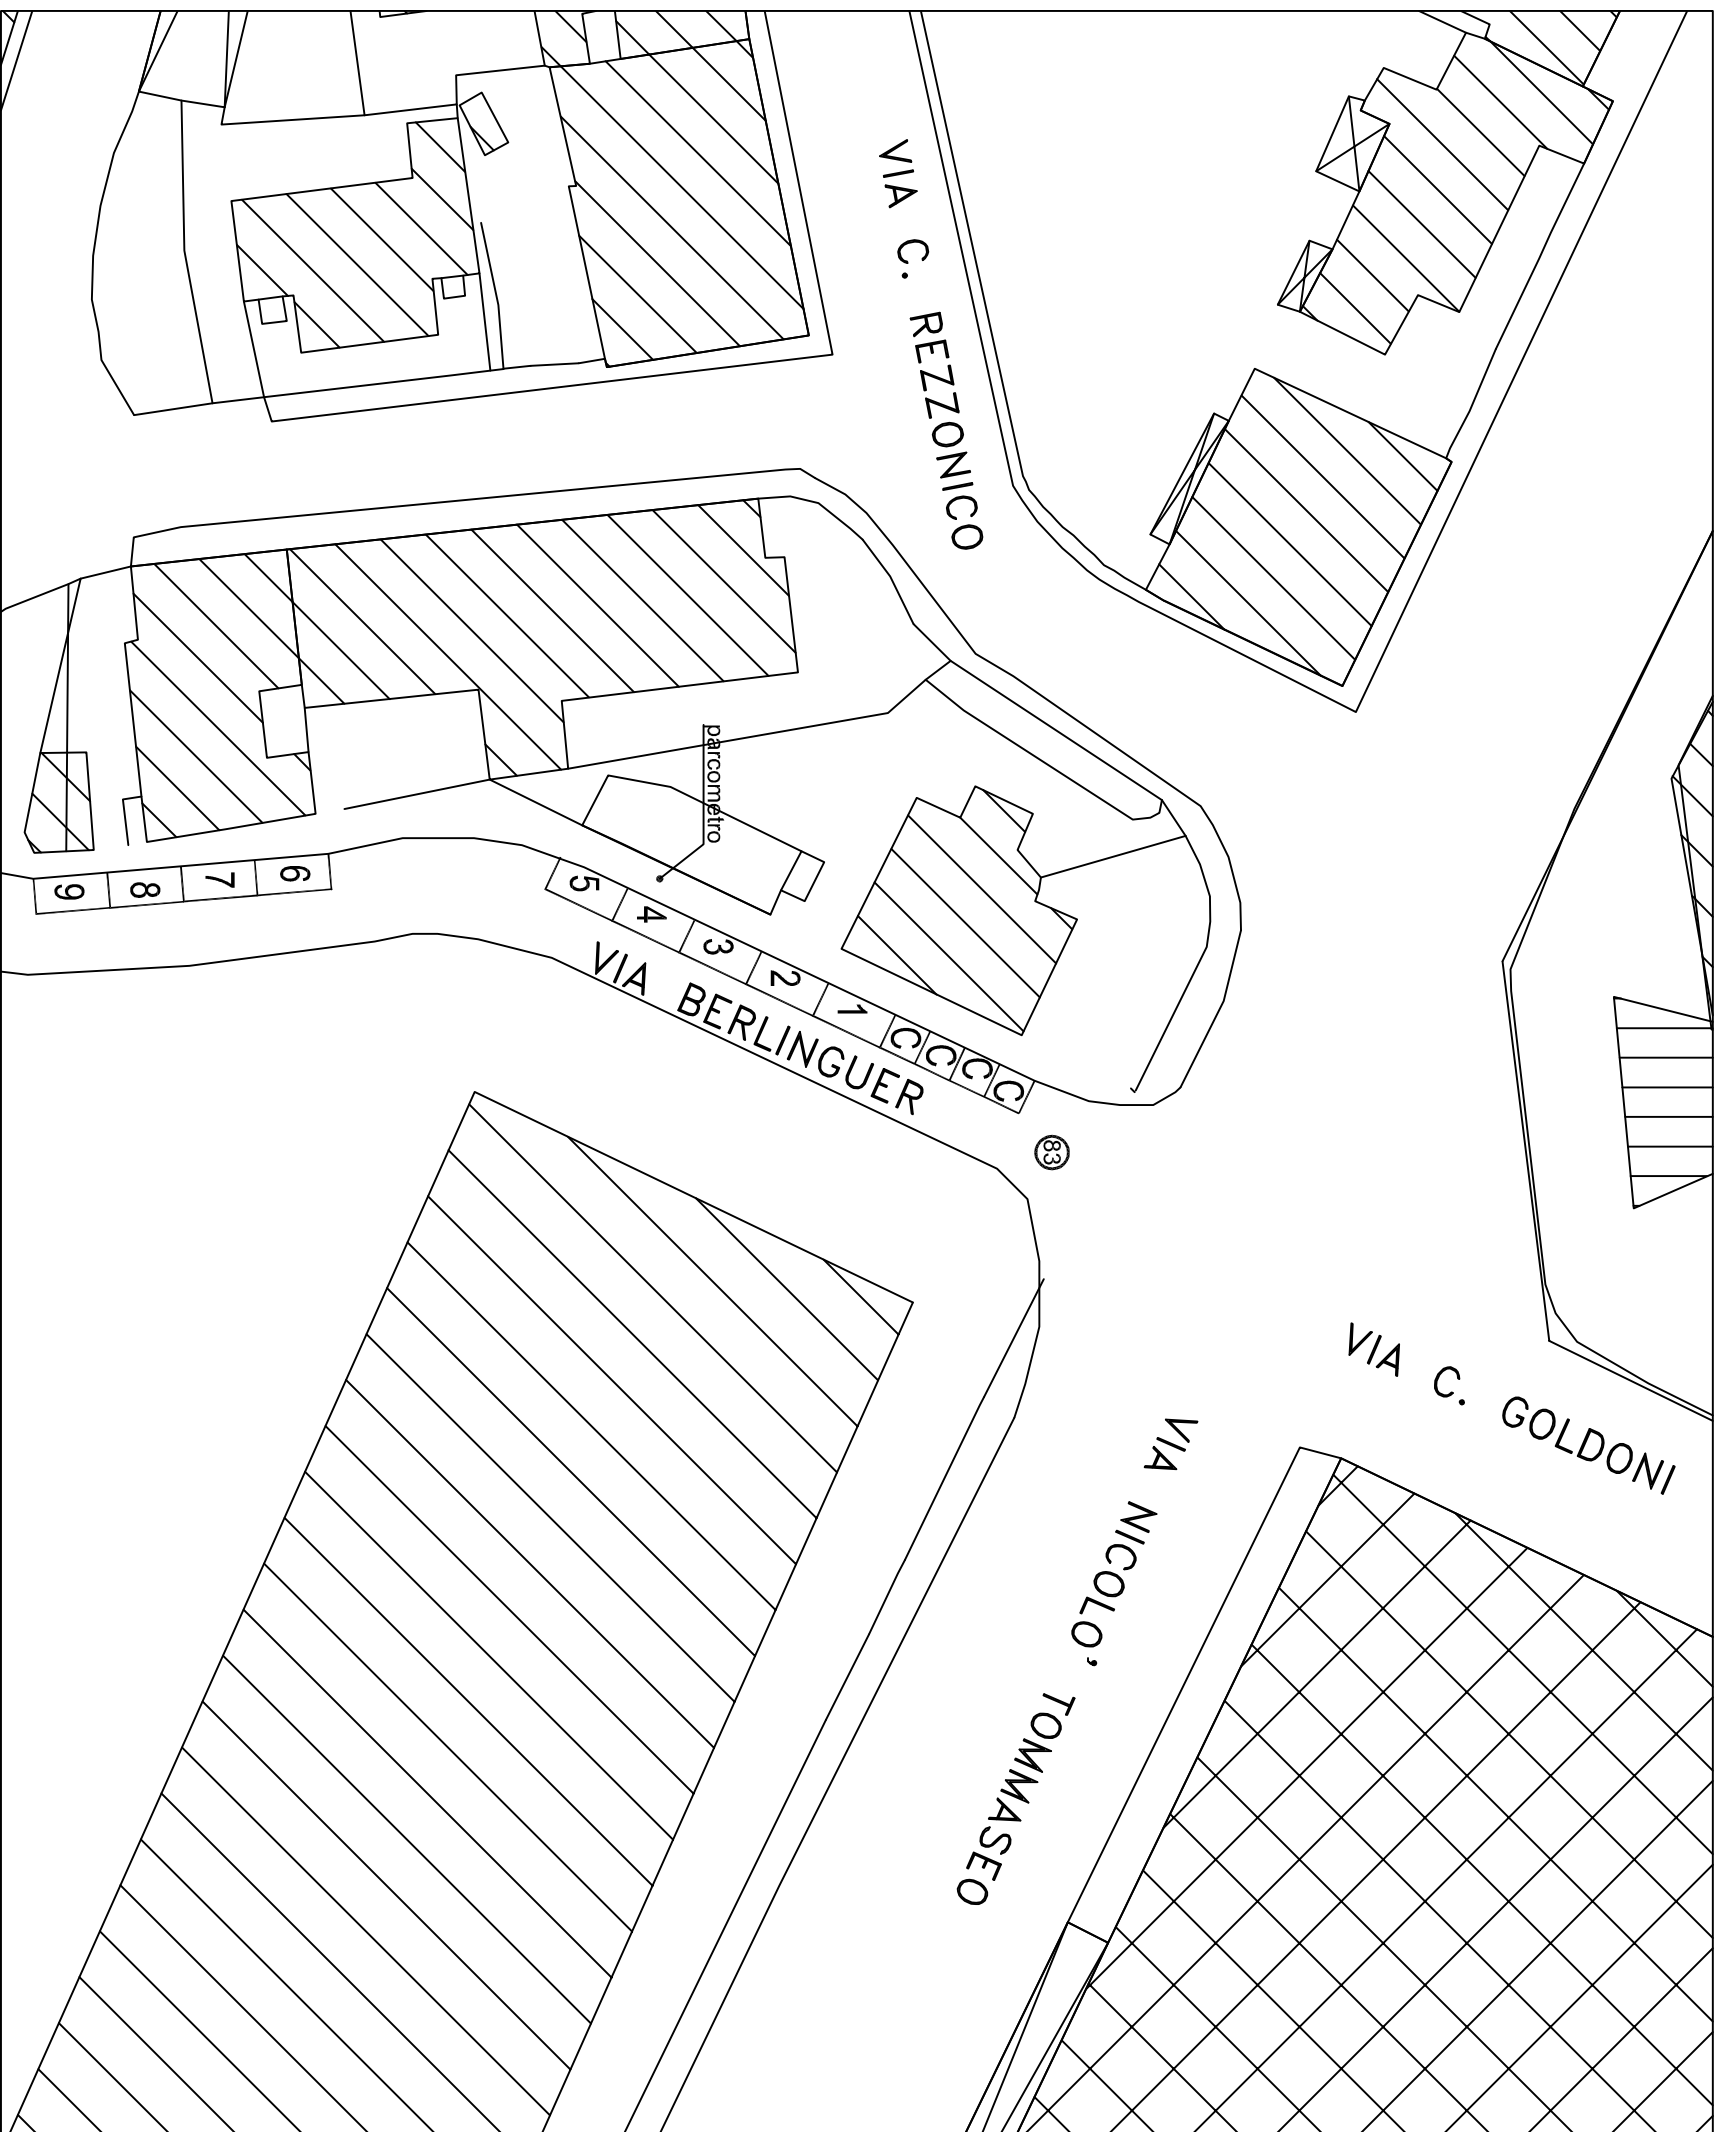 VIA C. REZZONICO
parcometro
9 8 7 6
5 4 3 2 1 C C C C
VIA BERLINGUER
83
VIA C. GOLDONI
VIA NICOLO' TOMMASEO